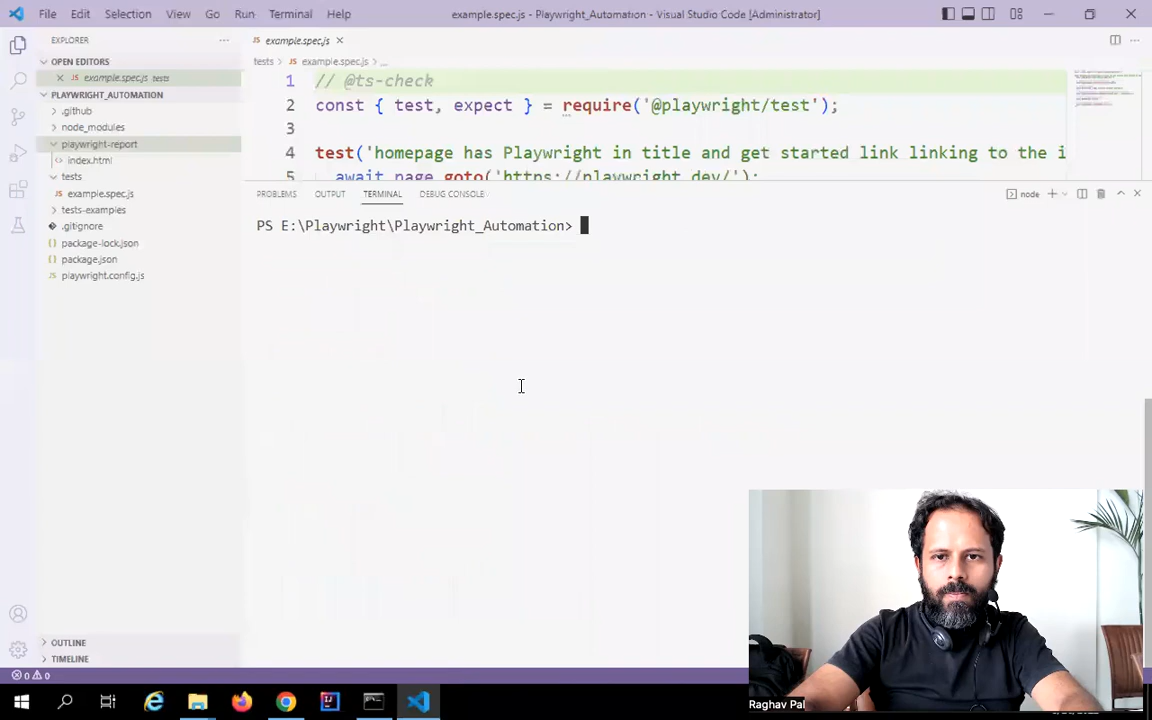 File Edit Selection View Go Run Terminal Help
example.spec.js - Playwright_Automation - Visual Studio Code [Administrator]
EXPLORER
OPEN EDITORS
example.spec.js tests
PLAYWRIGHT_AUTOMATION
.github
node_modules
playwright-report
index.html
tests
example.spec.js
tests-examples
.gitignore
package-lock.json
package.json
playwright.config.js
OUTLINE
TIMELINE
JS example.spec.js
tests > JS example.spec.js > ...
1 // @ts-check
2 const { test, expect } = require('@playwright/test');
3
4 test('homepage has Playwright in title and get started link linking to the i
5 await page.goto('https://playwright.dev/');
PROBLEMS OUTPUT TERMINAL DEBUG CONSOLE
node
PS E:\Playwright\Playwright_Automation>
0 0
Raghav Pal